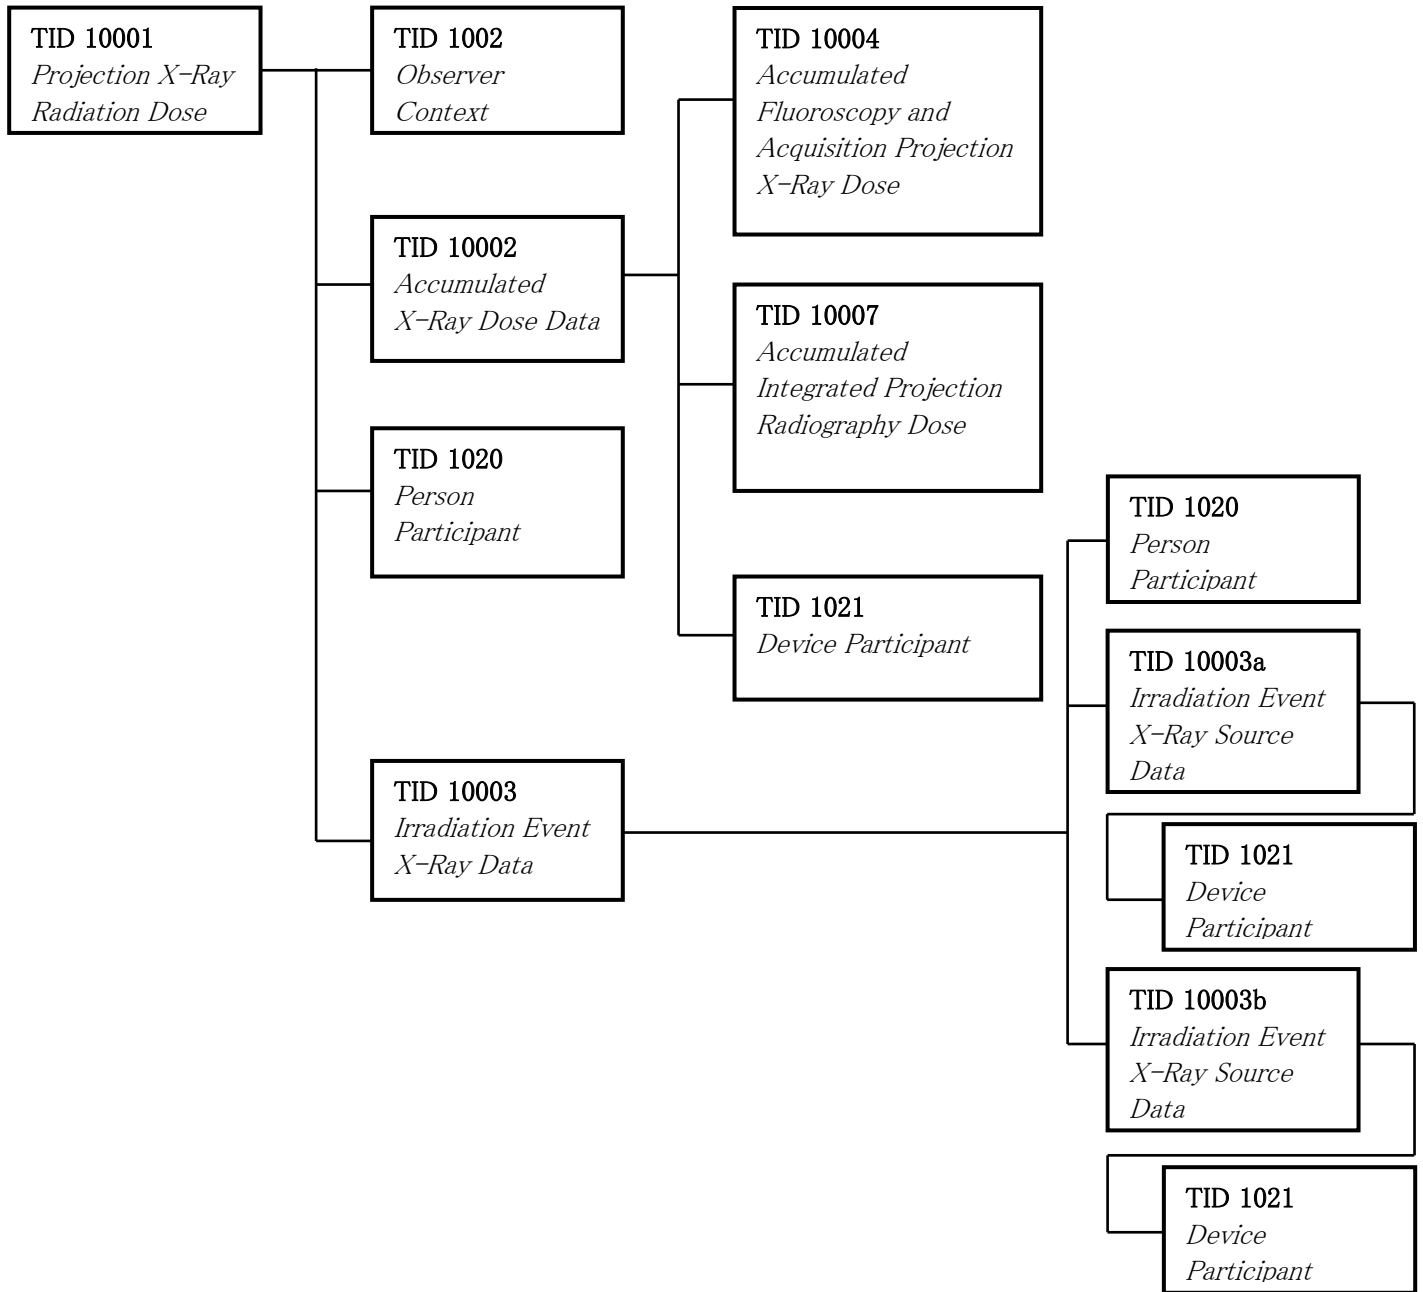 TID 10001
Projection X-Ray
Radiation Dose
TID 1002
Observer
Context
TID 10004
Accumulated
Fluoroscopy and
Acquisition Projection
X-Ray Dose
TID 10002
Accumulated
X-Ray Dose Data
TID 10007
Accumulated
Integrated Projection
Radiography Dose
TID 1020
Person
Participant
TID 1021
Device Participant
TID 10003
Irradiation Event
X-Ray Data
TID 1020
Person
Participant
TID 10003a
Irradiation Event
X-Ray Source
Data
TID 1021
Device
Participant
TID 10003b
Irradiation Event
X-Ray Source
Data
TID 1021
Device
Participant